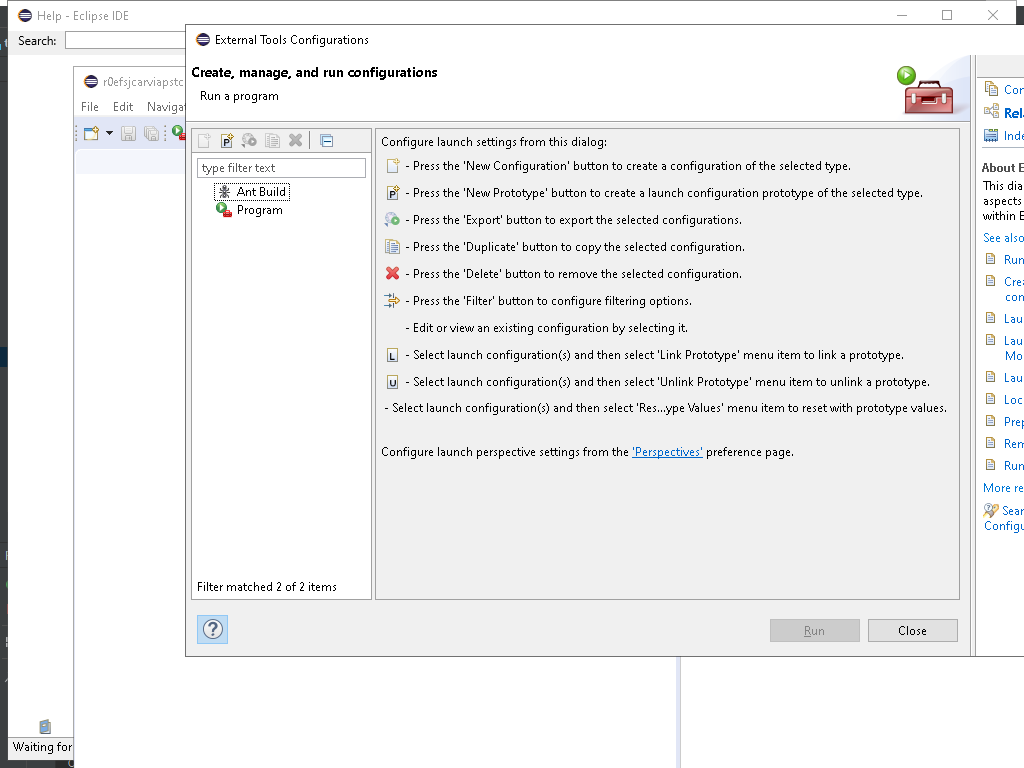 Help - Eclipse IDE
Search:
External Tools Configurations
Create, manage, and run configurations
Run a program
r0efsjcarviapstc
File Edit Naviga
type filter text
Ant Build
Program
Filter matched 2 of 2 items
Configure launch settings from this dialog:
- Press the 'New Configuration' button to create a configuration of the selected type.
P - Press the 'New Prototype' button to create a launch configuration prototype of the selected type.
- Press the 'Export' button to export the selected configurations.
- Press the 'Duplicate' button to copy the selected configuration.
- Press the 'Delete' button to remove the selected configuration.
- Press the 'Filter' button to configure filtering options.
- Edit or view an existing configuration by selecting it.
L - Select launch configuration(s) and then select 'Link Prototype' menu item to link a prototype.
U - Select launch configuration(s) and then select 'Unlink Prototype' menu item to unlink a prototype.
- Select launch configuration(s) and then select 'Res...ype Values' menu item to reset with prototype values.
Configure launch perspective settings from the 'Perspectives' preference page.
Run
Close
Con
Rel
Inde
About E
This dia
aspects
within E
See also
Run
Crea
con
Lau
Lau
Mo
Lau
Loc
Prep
Rem
Run
More re
Sear
Configu
Waiting for